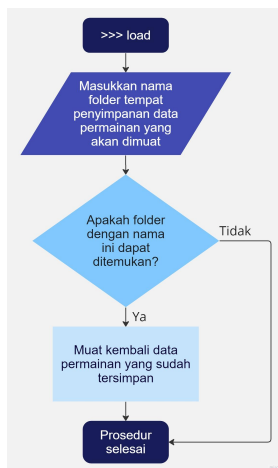 >>> load
Masukkan nama
folder tempat
penyimpanan data
permainan yang
akan dimuat
Apakah folder
dengan nama
ini dapat
ditemukan?
Tidak
Ya
Muat kembali data
permainan yang sudah
tersimpan
Prosedur
selesai